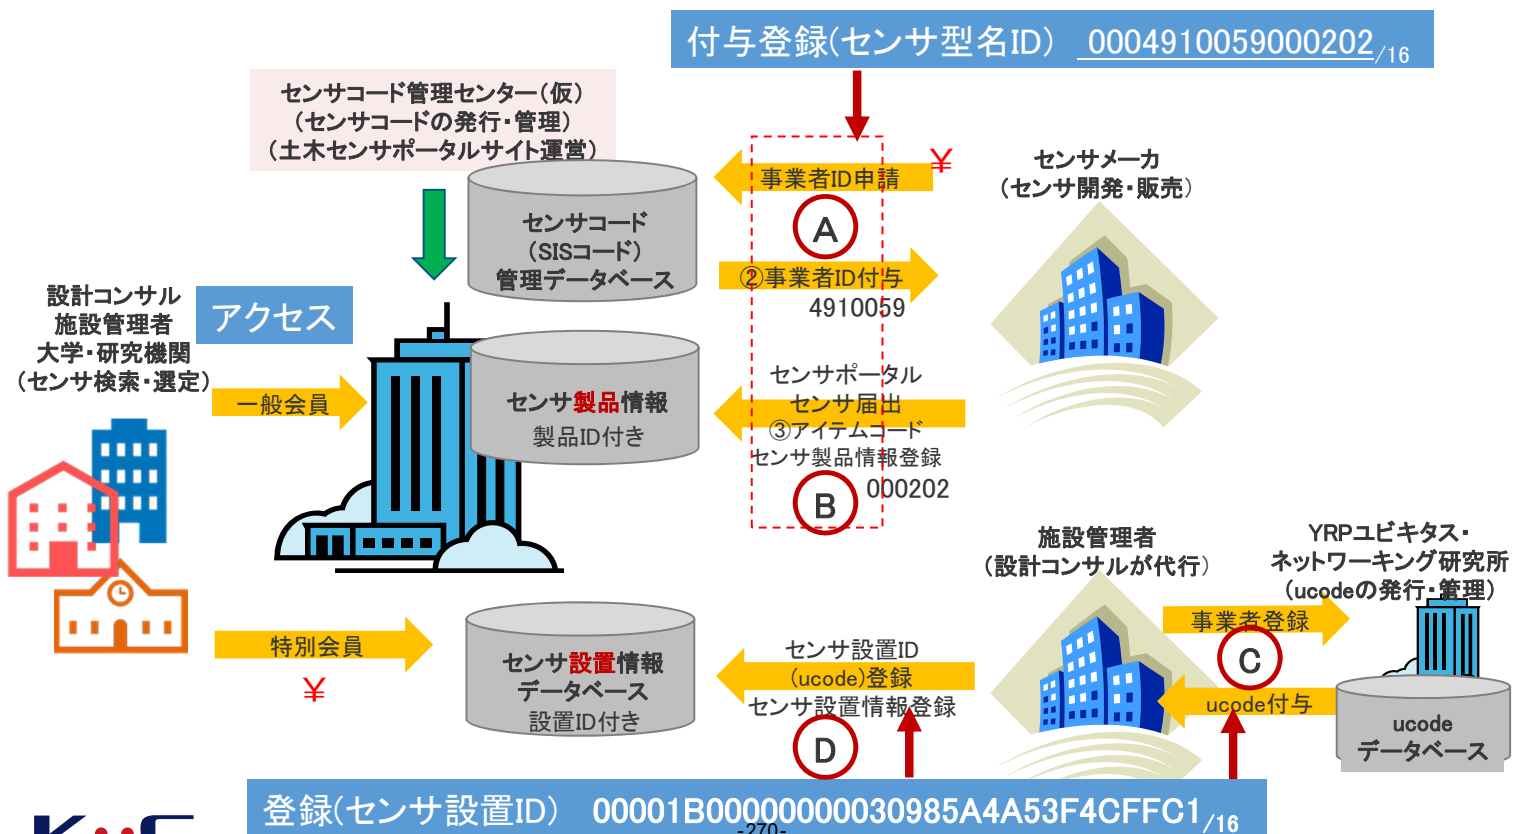 付与登録(センサ型名ID)　0004910059000202/16
センサコード管理センター(仮)
(センサコードの発行・管理)
(土木センサポータルサイト運営)
センサコード
(SISコード)
管理データベース
事業者ID申請
¥
A
②事業者ID付与
4910059
センサメーカ
(センサ開発・販売)
設計コンサル
施設管理者
大学・研究機関
(センサ検索・選定)
アクセス
一般会員
センサ製品情報
製品ID付き
センサポータル
センサ届出
③アイテムコード
センサ製品情報登録
000202
B
特別会員
¥
センサ設置情報
データベース
設置ID付き
センサ設置ID
(ucode)登録
センサ設置情報登録
D
施設管理者
(設計コンサルが代行)
YRPユビキタス・
ネットワーキング研究所
(ucodeの発行・管理)
事業者登録
C
ucode付与
ucode
データベース
登録(センサ設置ID)　00001B00000000030985A4A53F4CFFC1/16
-270-